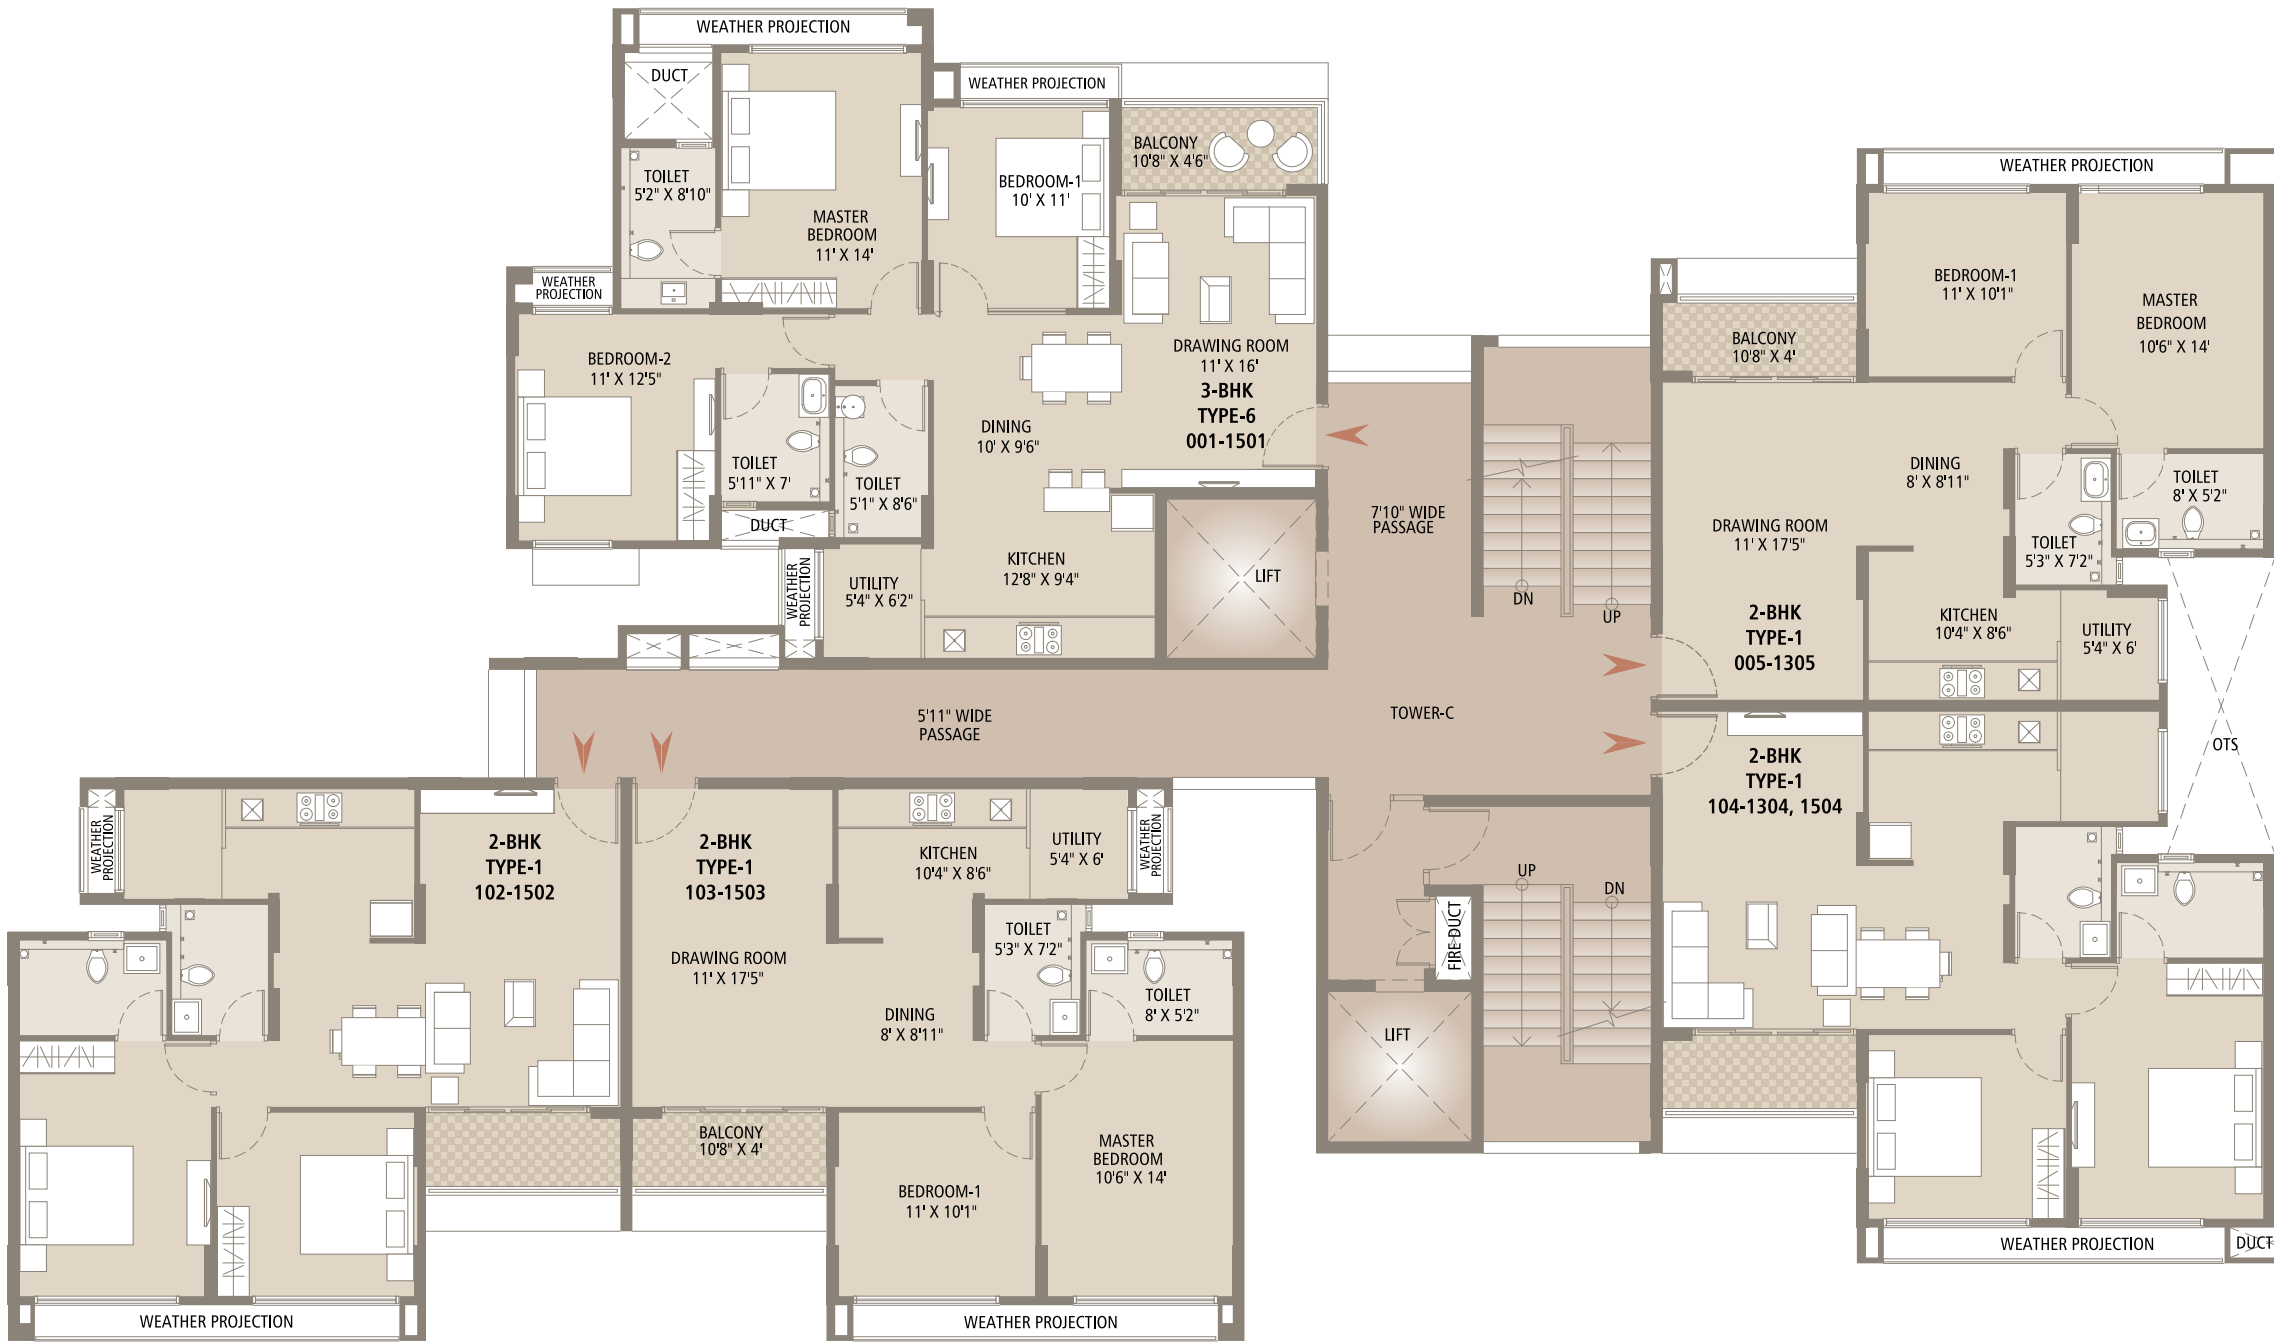 WEATHER PROJECTION
DUCT
TOILET
5'2" X 8'10"
MASTER
BEDROOM
11' X 14'
WEATHER PROJECTION
BEDROOM-1
10' X 11'
BALCONY
10'8" X 4'6"
WEATHER
PROJECTION
BEDROOM-2
11' X 12'5"
DRAWING ROOM
11' X 16'
3-BHK
TYPE-6
001-1501
DINING
10' X 9'6"
TOILET
5'11" X 7'
TOILET
5'1" X 8'6"
DUCT
WEATHER
PROJECTION
UTILITY
5'4" X 6'2"
KITCHEN
12'8" X 9'4"
LIFT
7'10" WIDE
PASSAGE
DN
UP
WEATHER PROJECTION
BEDROOM-1
11' X 10'1"
MASTER
BEDROOM
10'6" X 14'
BALCONY
10'8" X 4'
DINING
8' X 8'11"
TOILET
8' X 5'2"
DRAWING ROOM
11' X 17'5"
TOILET
5'3" X 7'2"
2-BHK
TYPE-1
005-1305
KITCHEN
10'4" X 8'6"
UTILITY
5'4" X 6'
OTS
5'11" WIDE
PASSAGE
TOWER-C
2-BHK
TYPE-1
104-1304, 1504
WEATHER
PROJECTION
2-BHK
TYPE-1
102-1502
2-BHK
TYPE-1
103-1503
KITCHEN
10'4" X 8'6"
UTILITY
5'4" X 6'
WEATHER
PROJECTION
DRAWING ROOM
11' X 17'5"
TOILET
5'3" X 7'2"
DINING
8' X 8'11"
TOILET
8' X 5'2"
UP
DN
FIRE DUCT
LIFT
BALCONY
10'8" X 4'
BEDROOM-1
11' X 10'1"
MASTER
BEDROOM
10'6" X 14'
WEATHER PROJECTION
DUCT
WEATHER PROJECTION
WEATHER PROJECTION